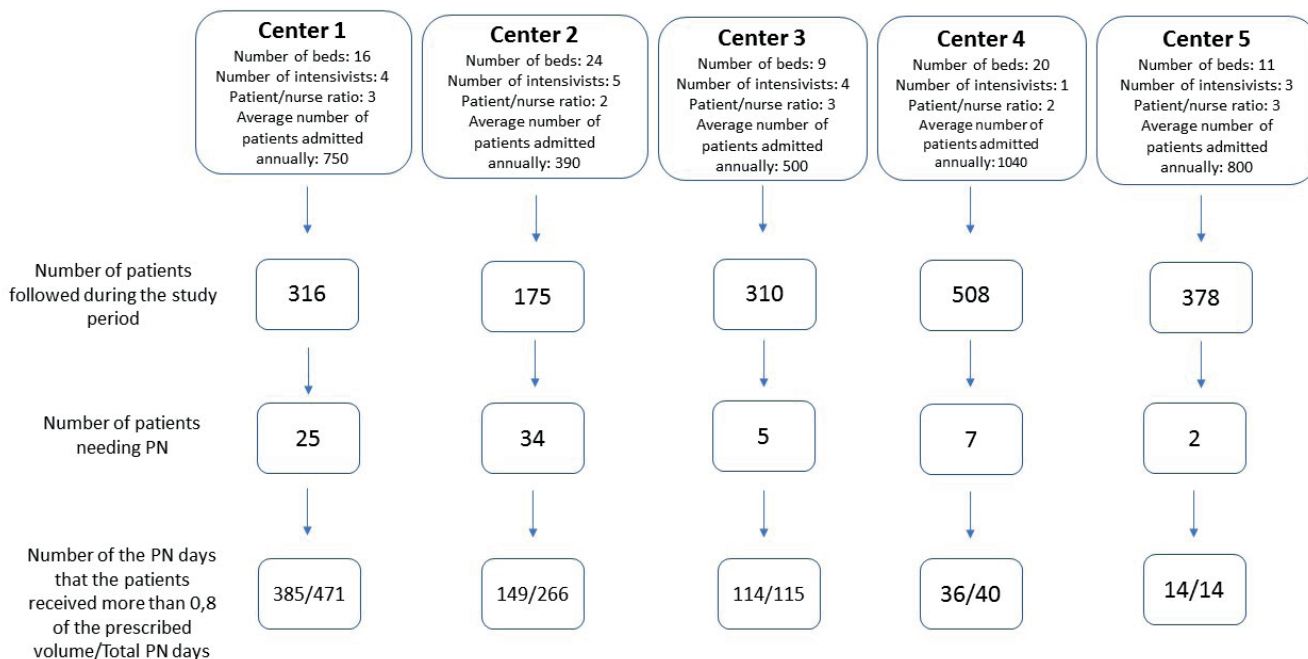 Center 1
Number of beds: 16
Number of intensivists: 4
Patient/nurse ratio: 3
Average number of
patients admitted
annually: 750
Center 2
Number of beds: 24
Number of intensivists: 5
Patient/nurse ratio: 2
Average number of
patients admitted
annually: 390
Center 3
Number of beds: 9
Number of intensivists: 4
Patient/nurse ratio: 3
Average number of
patients admitted
annually: 500
Center 4
Number of beds: 20
Number of intensivists: 1
Patient/nurse ratio: 2
Average number of
patients admitted
annually: 1040
Center 5
Number of beds: 11
Number of intensivists: 3
Patient/nurse ratio: 3
Average number of
patients admitted
annually: 800
Number of patients
followed during the study
period
316
175
310
508
378
Number of patients
needing PN
25
34
5
7
2
Number of the PN days
that the patients
received more than 0,8
of the prescribed
volume/Total PN days
385/471
149/266
114/115
36/40
14/14